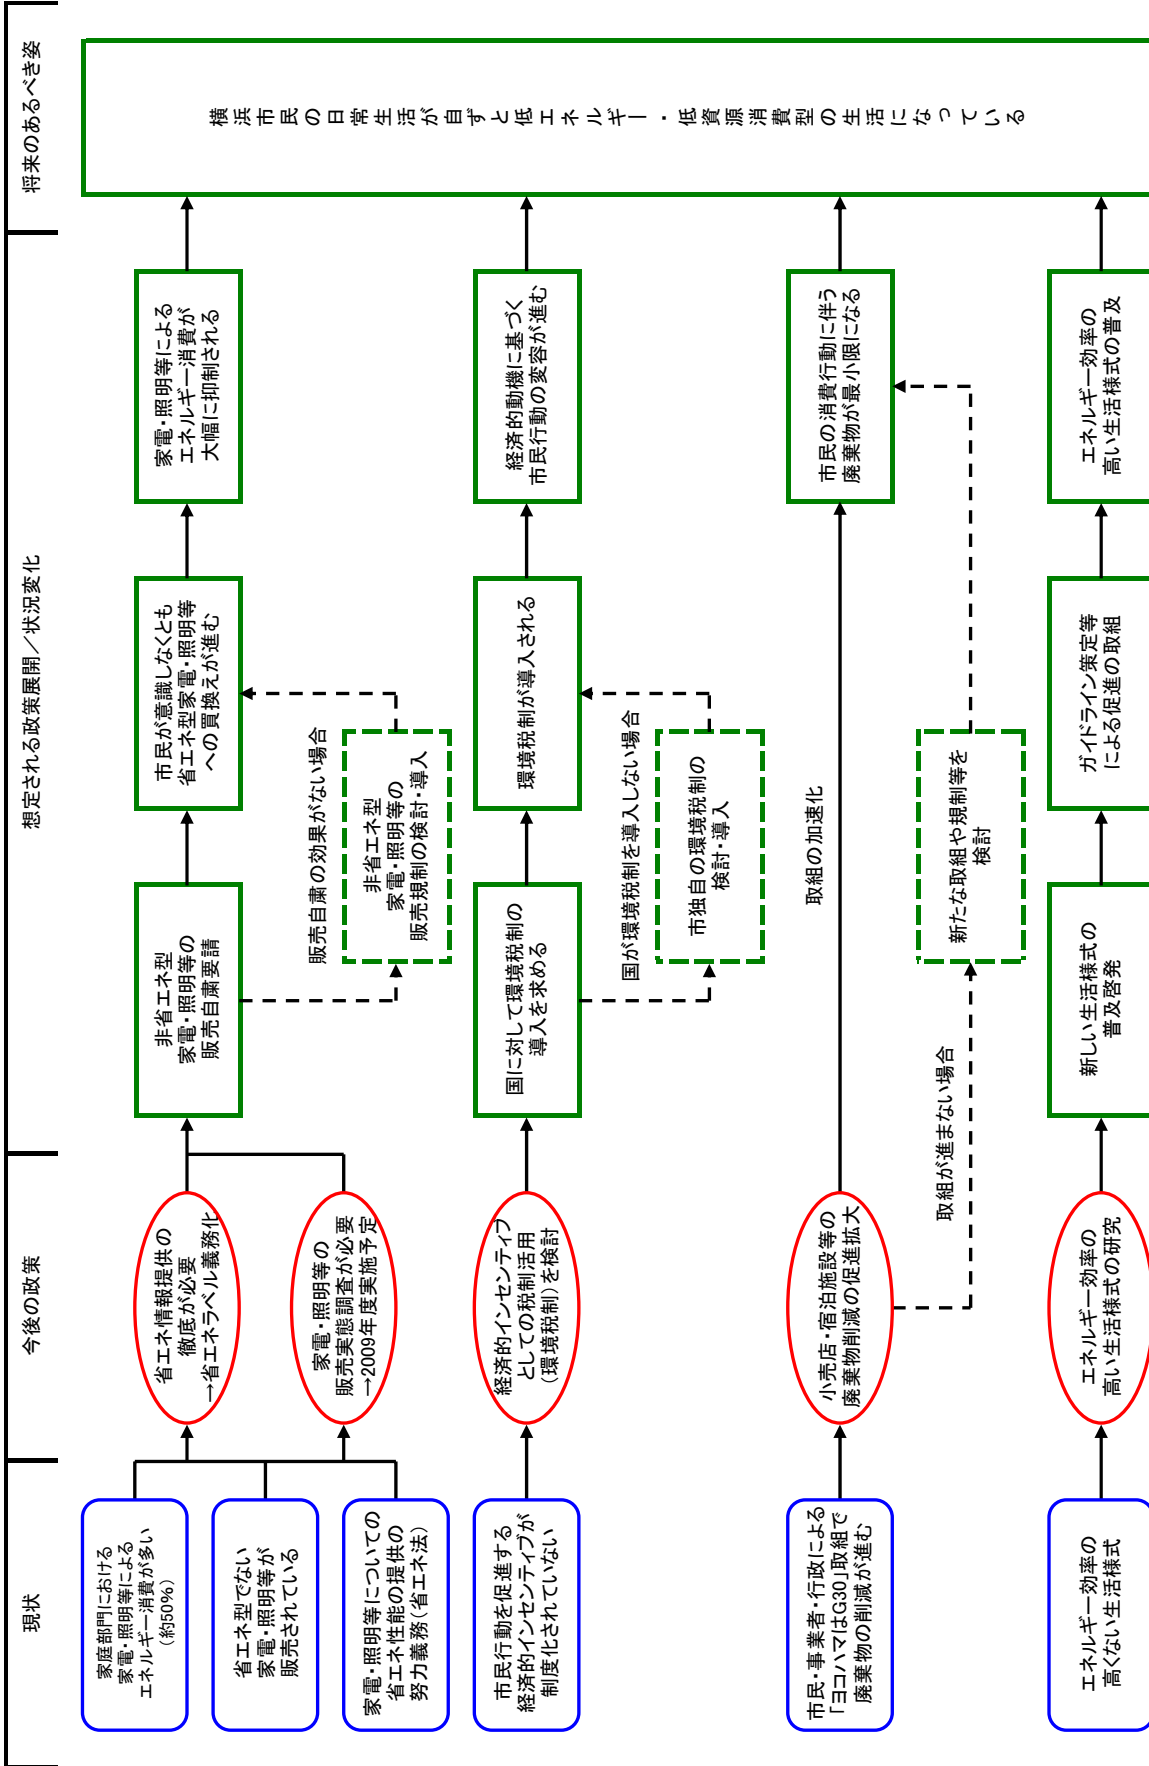 現状
今後の政策
想定される政策展開／状況変化
将来のあるべき姿
家庭部門における
家電・照明等による
エネルギー消費が多い
（約50％）
省エネ型でない
家電・照明等が
販売されている
家電・照明等についての
省エネ性能の提供の
努力義務（省エネ法）
省エネ情報提供の
徹底が必要
→省エネラベル義務化
家電・照明等の
販売実態調査が必要
→2009年度実施予定
非省エネ型
家電・照明等の
販売自粛要請
販売自粛の効果がない場合
非省エネ型
家電・照明等の
販売規制の検討・導入
市民が意識しなくとも
省エネ型家電・照明等
への買換えが進む
家電・照明等による
エネルギー消費が
大幅に抑制される
市民行動を促進する
経済的インセンティブが
制度化されていない
経済的インセンティブ
としての税制活用
（環境税制）を検討
国に対して環境税制の
導入を求める
国が環境税制を導入しない場合
市独自の環境税制の
検討・導入
環境税制が導入される
経済的動機に基づく
市民行動の変容が進む
市民・事業者・行政による
「ヨコハマはG30」取組で
廃棄物の削減が進む
小売店・宿泊施設等の
廃棄物削減の促進拡大
取組の加速化
取組が進まない場合
新たな取組や規制等を
検討
市民の消費行動に伴う
廃棄物が最小限になる
エネルギー効率の
高くない生活様式
エネルギー効率の
高い生活様式の研究
新しい生活様式の
普及啓発
ガイドライン策定等
による促進の取組
エネルギー効率の
高い生活様式の普及
横浜市民の日常生活が自ずと低エネルギー・低資源消費型の生活になっている